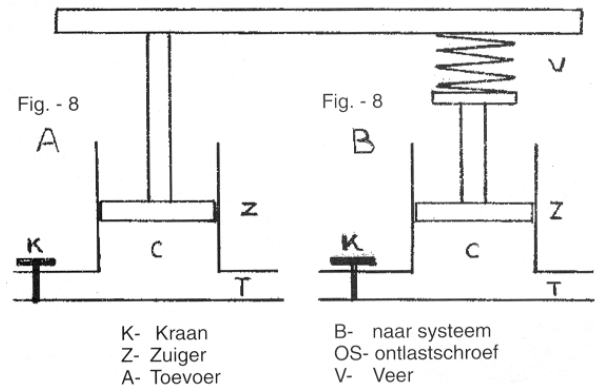 V
Fig. - 8
Fig. - 8
A
B
Z
Z
K
C
K
C
T
T
K- Kraan
Z- Zuiger
A- Toevoer
B- naar systeem
OS- ontlastschroef
V- Veer